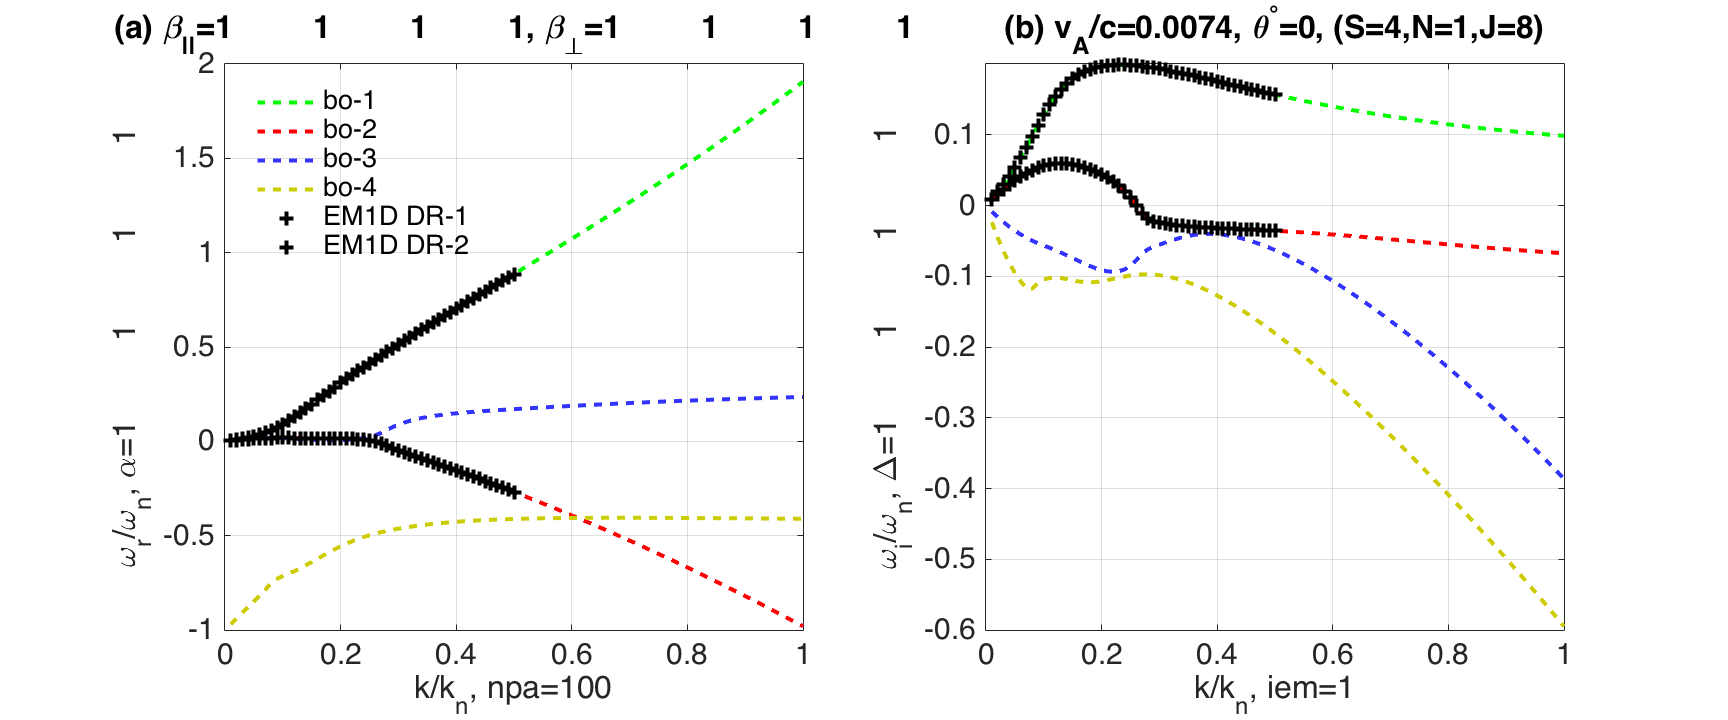 (a) β||=1 1 1 1, β⊥=1 1 1 1
(b) vA/c=0.0074, θ°=0, (S=4,N=1,J=8)
bo-1
bo-2
bo-3
bo-4
EM1D DR-1
EM1D DR-2
2
1.5
1
0.5
0
-0.5
-1
ωr/ωn, α=1 1 1 1
0 0.2 0.4 0.6 0.8 1
k/kn, npa=100
0.1
0
-0.1
-0.2
-0.3
-0.4
-0.5
-0.6
ωi/ωn, Δ=1 1 1 1
0 0.2 0.4 0.6 0.8 1
k/kn, iem=1